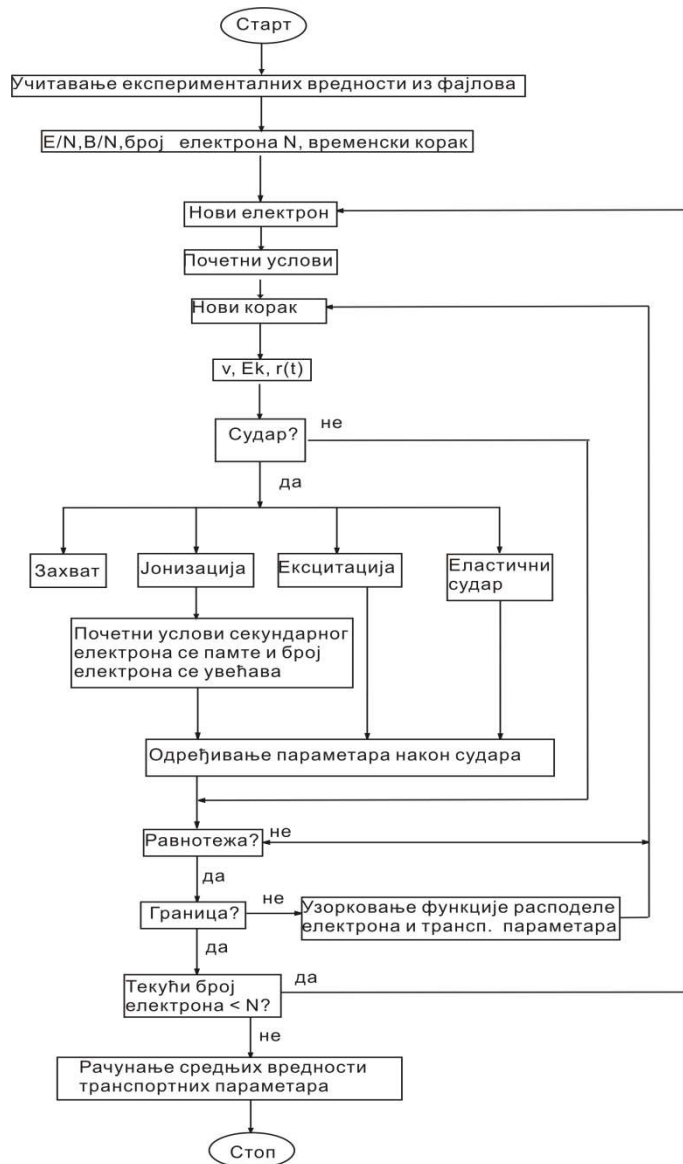 Старт
Учитавање експерименталних вредности из фајлова
E/N,B/N,број електрона N, временски корак
Нови електрон
Почетни услови
Нови корак
v, Ek, r(t)
Судар?
не
да
Захват
Јонизација
Ексцитација
Еластични
судар
Почетни услови секундарног
електрона се памте и број
електрона се увећава
Одређивање параметара након судара
Равнотежа?
не
да
Граница?
не
Узорковање функције расподеле
електрона и трансп. параметара
да
Текући број
електрона < N?
да
не
Рачунање средњих вредности
транспортних параметара
Стоп